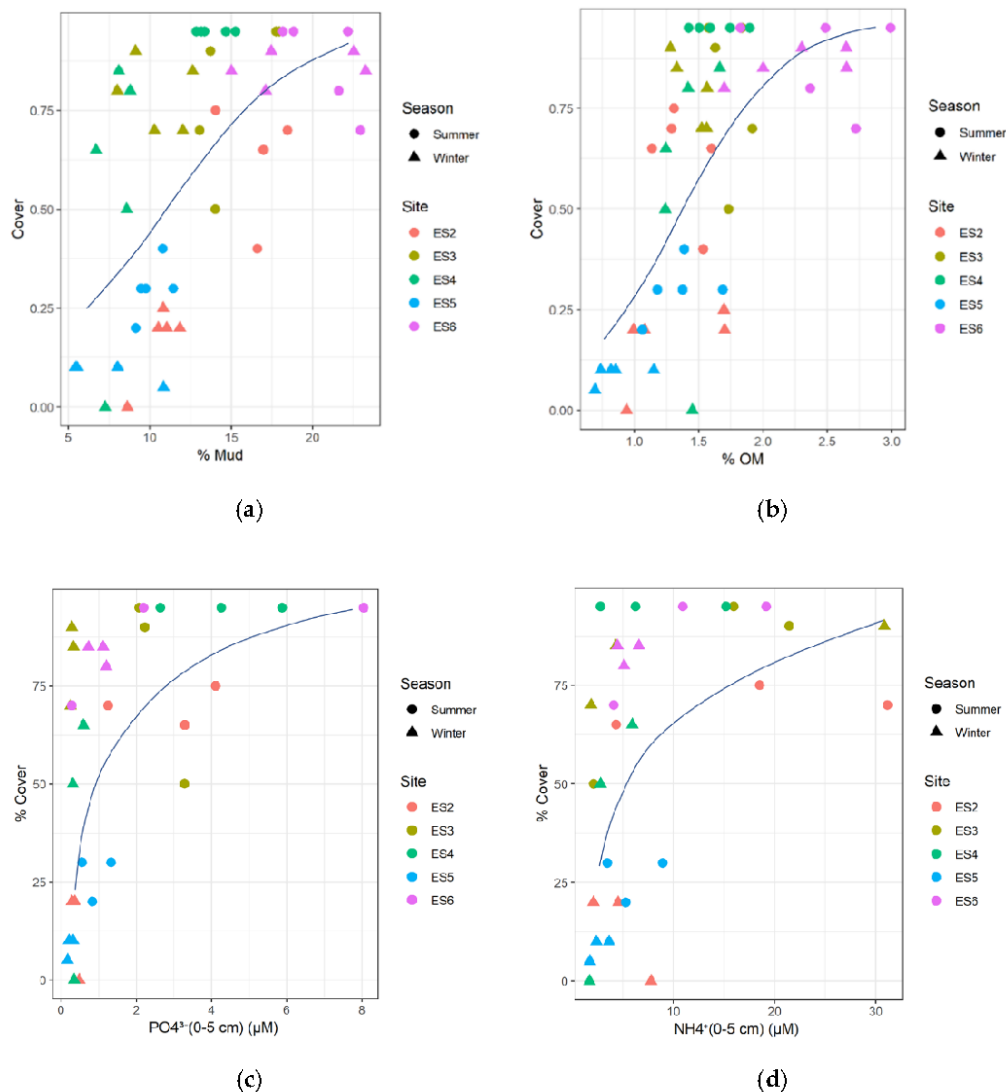 Cover
0.75
0.50
0.25
0.00
5
10
15
20
% Mud
Season
Summer
Winter
Site
ES2
ES3
ES4
ES5
ES6
(a)
Cover
0.75
0.50
0.25
0.00
1.0
1.5
2.0
2.5
3.0
% OM
Season
Summer
Winter
Site
ES2
ES3
ES4
ES5
ES6
(b)
% Cover
75
50
25
0
0
2
4
6
8
PO4³⁻(0-5 cm) (µM)
Season
Summer
Winter
Site
ES2
ES3
ES4
ES5
ES6
(c)
% Cover
75
50
25
0
10
20
30
NH4⁺(0-5 cm) (µM)
Season
Summer
Winter
Site
ES2
ES3
ES4
ES5
ES6
(d)